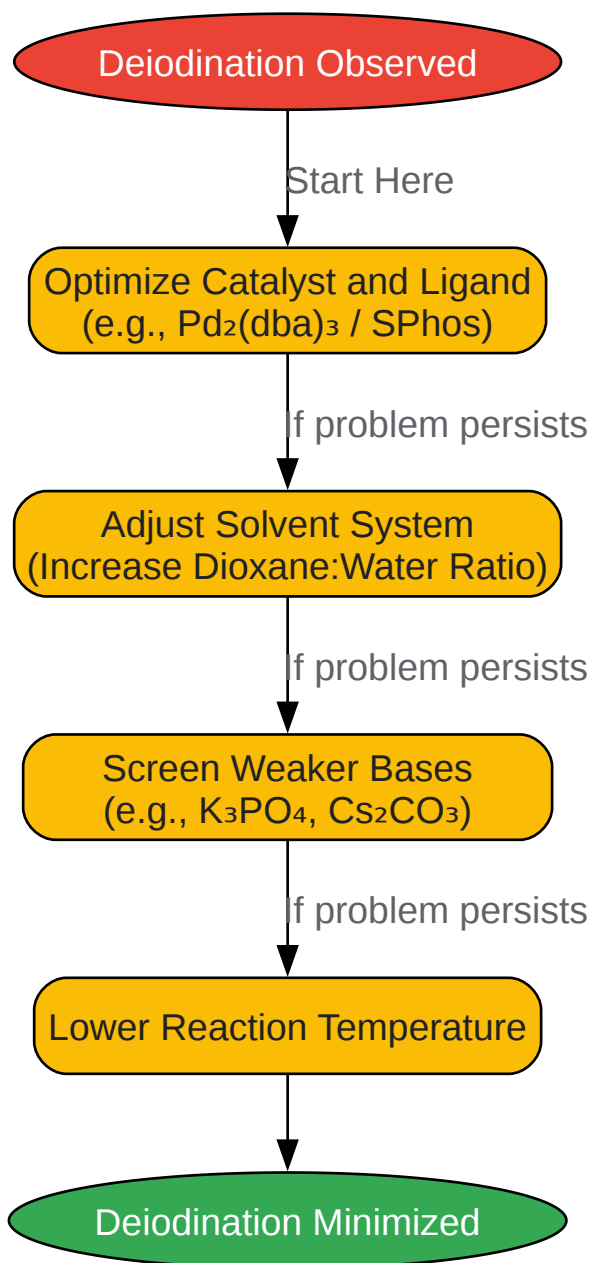 Deiodination Observed
Start Here
Optimize Catalyst and Ligand
(e.g., Pd₂(dba)₃ / SPhos)
If problem persists
Adjust Solvent System
(Increase Dioxane:Water Ratio)
If problem persists
Screen Weaker Bases
(e.g., K₃PO₄, Cs₂CO₃)
If problem persists
Lower Reaction Temperature
Deiodination Minimized